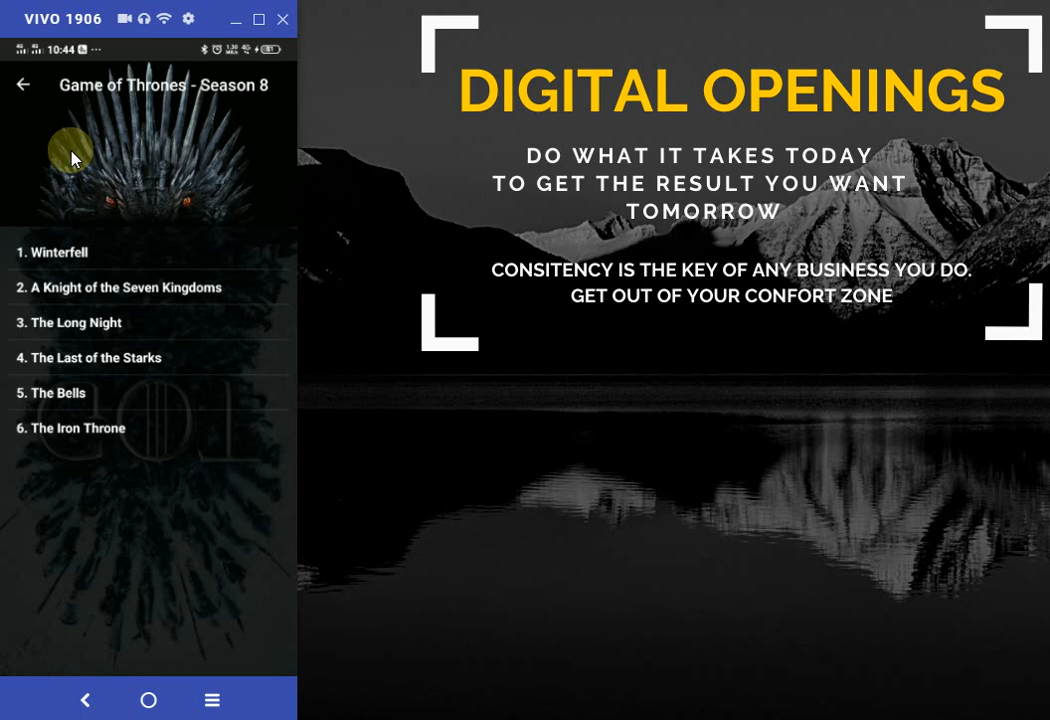 VIVO 1906
10:44
Game of Thrones - Season 8
1. Winterfell
2. A Knight of the Seven Kingdoms
3. The Long Night
4. The Last of the Starks
5. The Bells
6. The Iron Throne
GOT
DIGITAL OPENINGS
DO WHAT IT TAKES TODAY
TO GET THE RESULT YOU WANT
TOMORROW
CONSITENCY IS THE KEY OF ANY BUSINESS YOU DO.
GET OUT OF YOUR CONFORT ZONE